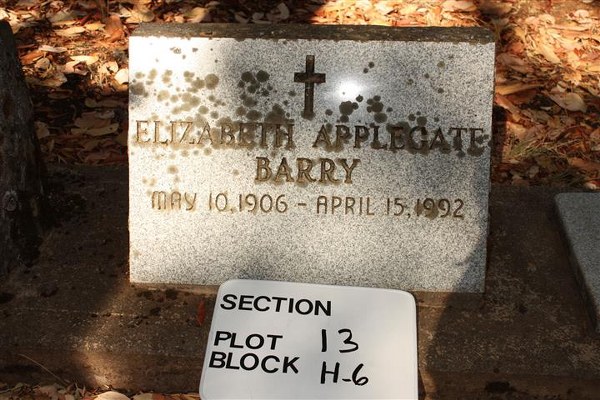 ELIZABETH APPLEGATE
BARRY
MAY 10, 1906 - APRIL 15, 1992
SECTION
PLOT 13
BLOCK H-6